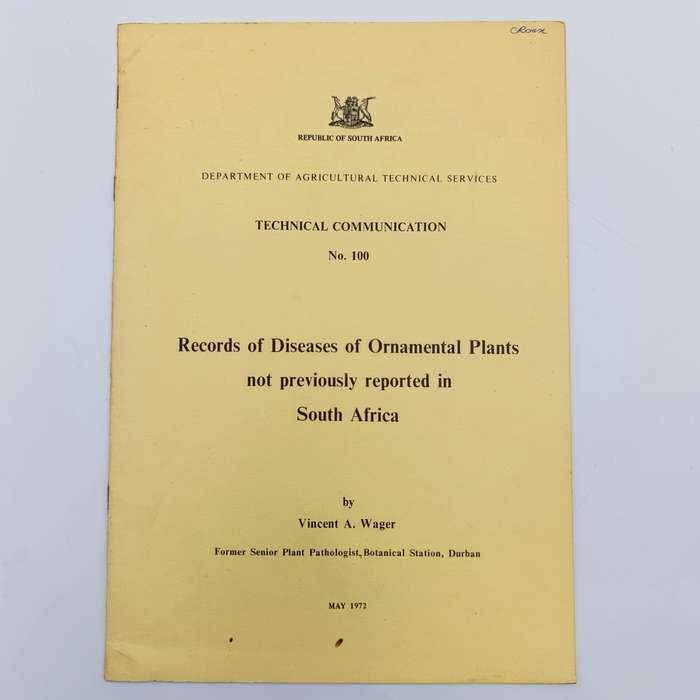 CRoux
REPUBLIC OF SOUTH AFRICA
DEPARTMENT OF AGRICULTURAL TECHNICAL SERVICES
TECHNICAL COMMUNICATION
No. 100
Records of Diseases of Ornamental Plants
not previously reported in
South Africa
by
Vincent A. Wager
Former Senior Plant Pathologist, Botanical Station, Durban
MAY 1972